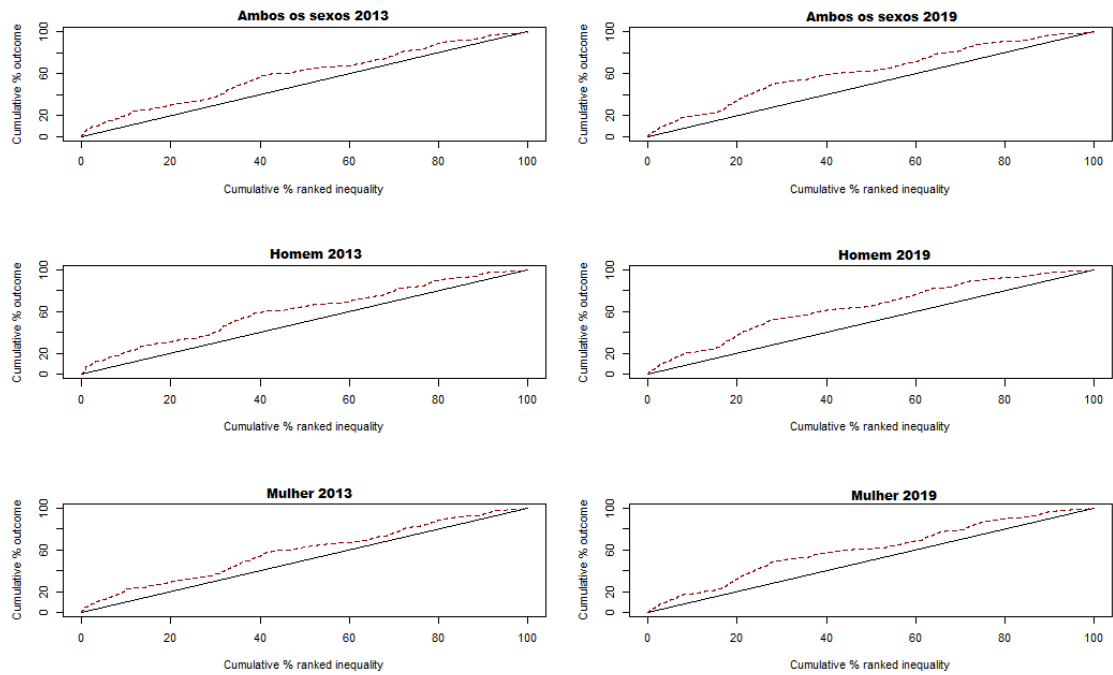 Ambos os sexos 2013
Cumulative % outcome
0 20 60 100
0 20 40 60 80 100
Cumulative % ranked inequality
Ambos os sexos 2019
Cumulative % outcome
0 20 60 100
0 20 40 60 80 100
Cumulative % ranked inequality
Homem 2013
Cumulative % outcome
0 20 60 100
0 20 40 60 80 100
Cumulative % ranked inequality
Homem 2019
Cumulative % outcome
0 20 60 100
0 20 40 60 80 100
Cumulative % ranked inequality
Mulher 2013
Cumulative % outcome
0 20 60 100
0 20 40 60 80 100
Cumulative % ranked inequality
Mulher 2019
Cumulative % outcome
0 20 60 100
0 20 40 60 80 100
Cumulative % ranked inequality